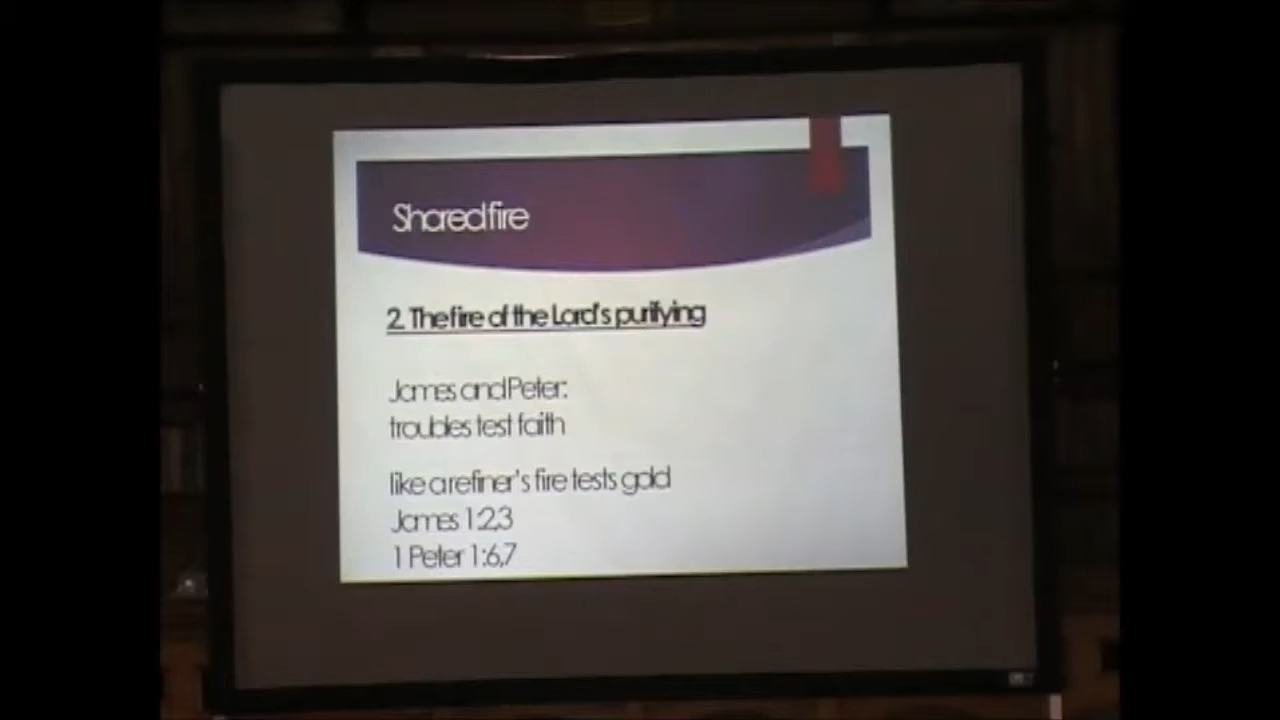 Shared fire
2. The fire of the Lord's purifying
James and Peter:
troubles test faith
like a refiner's fire tests gold
James 1:2,3
1 Peter 1:6,7